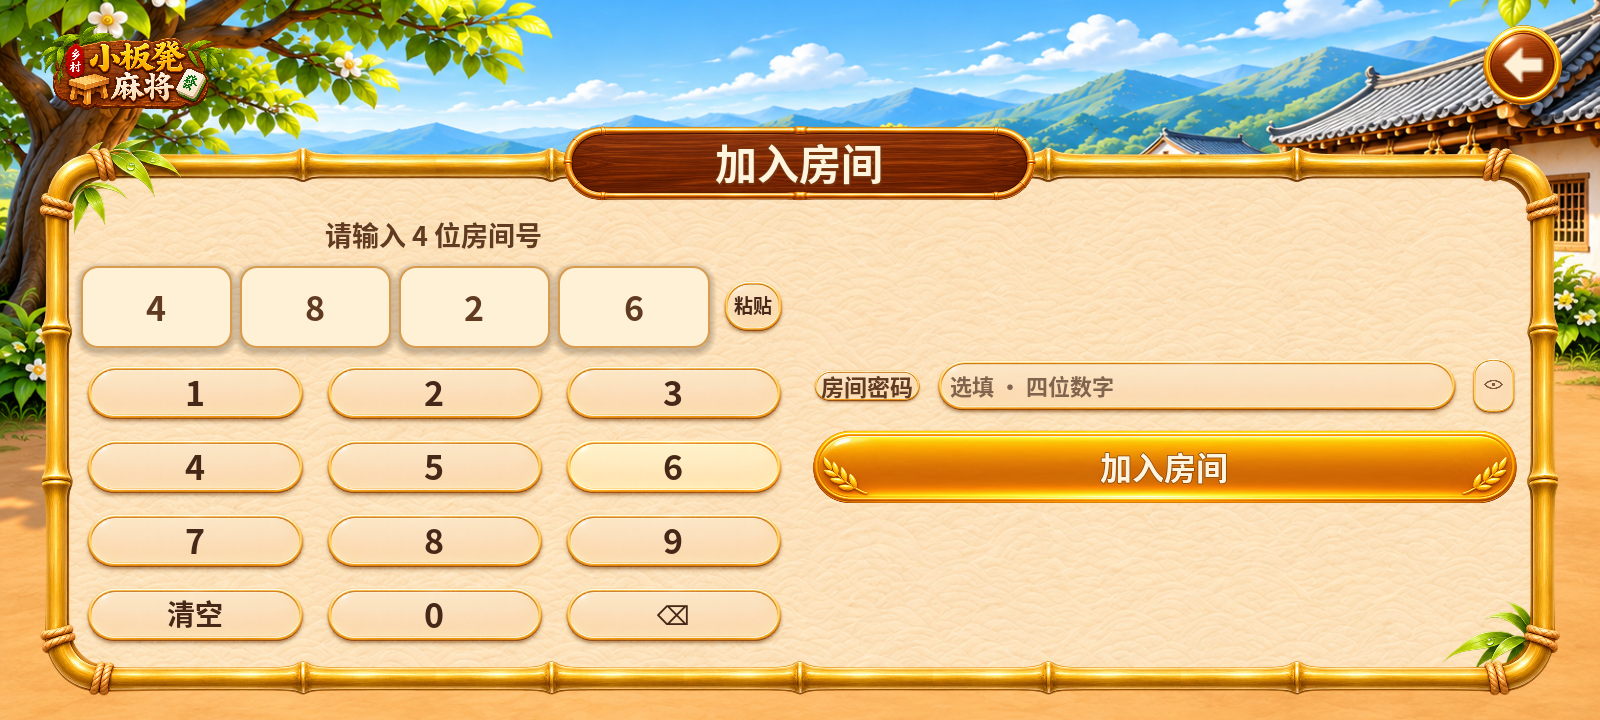 乡村
小板凳
麻将
發
加入房间
请输入 4 位房间号
4 8 2 6 粘贴
1 2 3
房间密码 选填 · 四位数字
4 5 6
加入房间
7 8 9
清空 0 ⌫